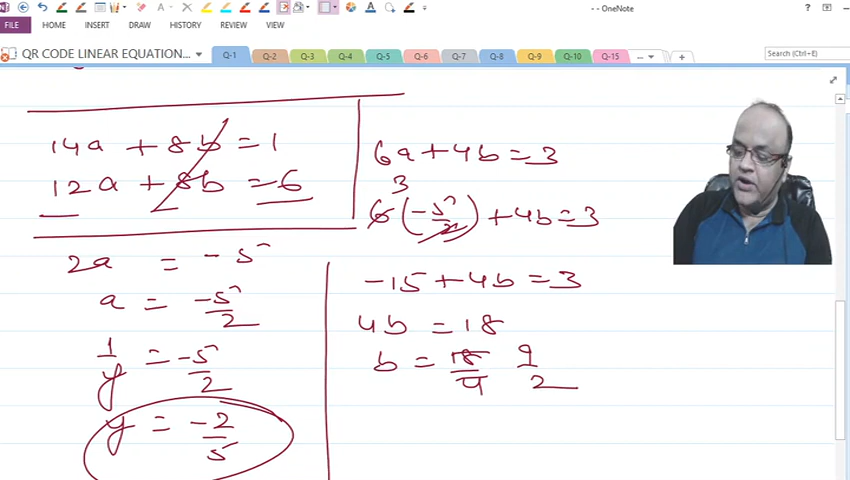 - - OneNote
FILE HOME INSERT DRAW HISTORY REVIEW VIEW
QR CODE LINEAR EQUATION... Q-1 Q-2 Q-3 Q-4 Q-5 Q-6 Q-7 Q-8 Q-9 Q-10 Q-15 ... +
Search (Ctrl+E)
14a + 8b = 1
12a + 8b = 6
2a = -5
a = -5/2
1/y = -5/2
y = -2/5
6a + 4b = 3
3
6(-5/2) + 4b = 3
-15 + 4b = 3
4b = 18
b = 18/4 9/2